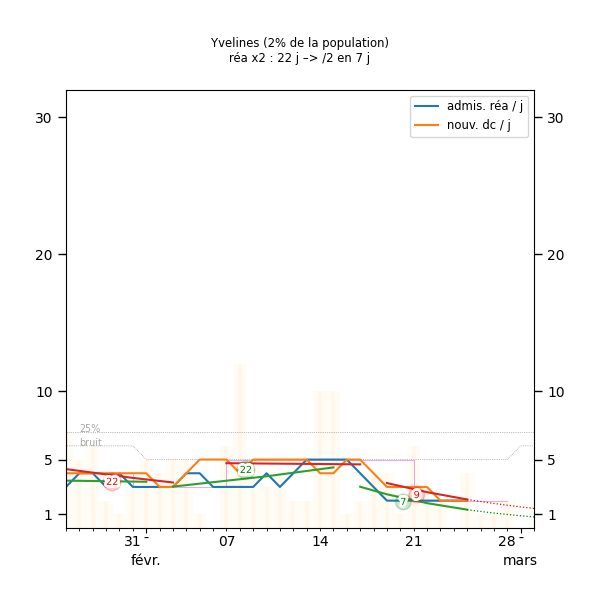 Yvelines (2% de la population)
réa x2 : 22 j –> /2 en 7 j
admis. réa / j
nouv. dc / j
30 30
20 20
10 10
25%
bruit
5 5
22 22 7 9
1 1
31 - 07 14 21 28 -
févr. mars